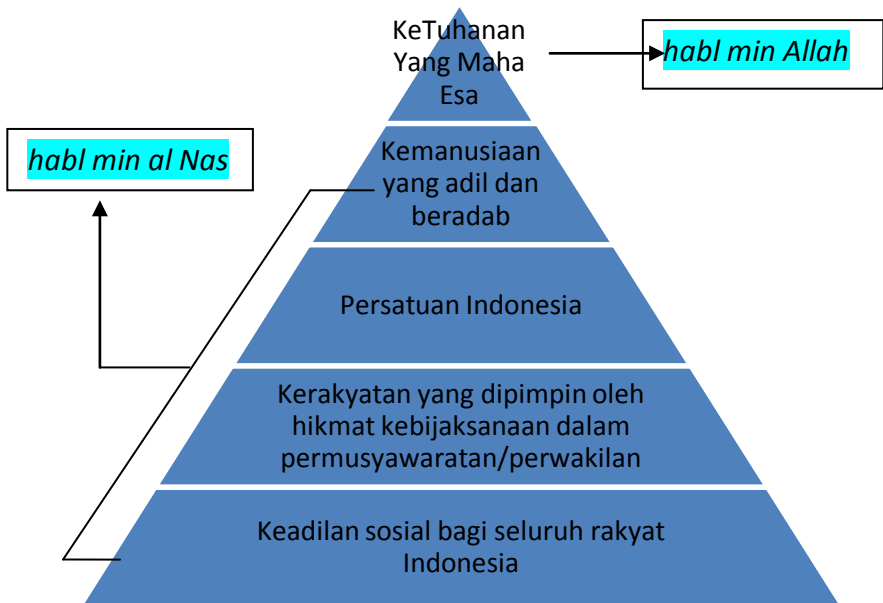 KeTuhanan
Yang Maha
Esa
habl min Allah
habl min al Nas
Kemanusiaan
yang adil dan
beradab
Persatuan Indonesia
Kerakyatan yang dipimpin oleh
hikmat kebijaksanaan dalam
permusyawaratan/perwakilan
Keadilan sosial bagi seluruh rakyat
Indonesia